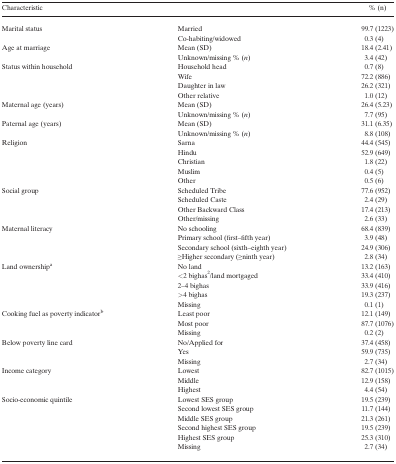 Characteristic % (n)
Marital status Married 99.7 (1223)
Co-habiting/widowed 0.3 (4)
Age at marriage Mean (SD) 18.4 (2.41)
Unknown/missing % (n) 3.4 (42)
Status within household Household head 0.7 (8)
Wife 72.2 (886)
Daughter in law 26.2 (321)
Other relative 1.0 (12)
Maternal age (years) Mean (SD) 26.4 (5.23)
Unknown/missing % (n) 7.7 (95)
Paternal age (years) Mean (SD) 31.1 (6.35)
Unknown/missing % (n) 8.8 (108)
Religion Sarna 44.4 (545)
Hindu 52.9 (649)
Christian 1.8 (22)
Muslim 0.4 (5)
Other 0.5 (6)
Social group Scheduled Tribe 77.6 (952)
Scheduled Caste 2.4 (29)
Other Backward Class 17.4 (213)
Other/missing 2.6 (33)
Maternal literacy No schooling 68.4 (839)
Primary school (first–fifth year) 3.9 (48)
Secondary school (sixth–eighth year) 24.9 (306)
≥Higher secondary (≥ninth year) 2.8 (34)
Land ownership^a No land 13.2 (163)
<2 bighas/land mortgaged 33.4 (410)
2–4 bighas 33.9 (416)
>4 bighas 19.3 (237)
Missing 0.1 (1)
Cooking fuel as poverty indicator^b Least poor 12.1 (149)
Most poor 87.7 (1076)
Missing 0.2 (2)
Below poverty line card No/Applied for 37.4 (458)
Yes 59.9 (735)
Missing 2.7 (34)
Income category Lowest 82.7 (1015)
Middle 12.9 (158)
Highest 4.4 (54)
Socio-economic quintile Lowest SES group 19.5 (239)
Second lowest SES group 11.7 (144)
Middle SES group 21.3 (261)
Second highest SES group 19.5 (239)
Highest SES group 25.3 (310)
Missing 2.7 (34)